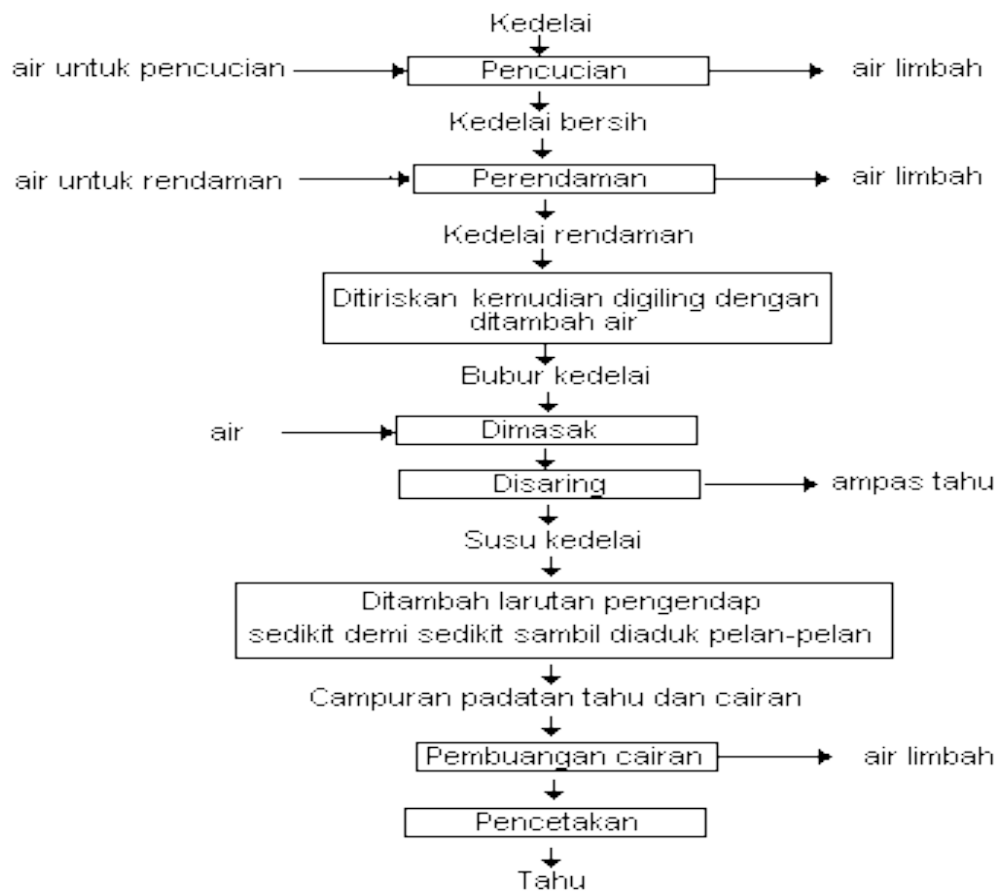 Kedelai
air untuk pencucian
Pencucian
air limbah
Kedelai bersih
air untuk rendaman
Perendaman
air limbah
Kedelai rendaman
Ditiriskan kemudian digiling dengan
ditambah air
Bubur kedelai
air
Dimasak
Disaring
ampas tahu
Susu kedelai
Ditambah larutan pengendap
sedikit demi sedikit sambil diaduk pelan-pelan
Campuran padatan tahu dan cairan
Pembuangan cairan
air limbah
Pencetakan
Tahu